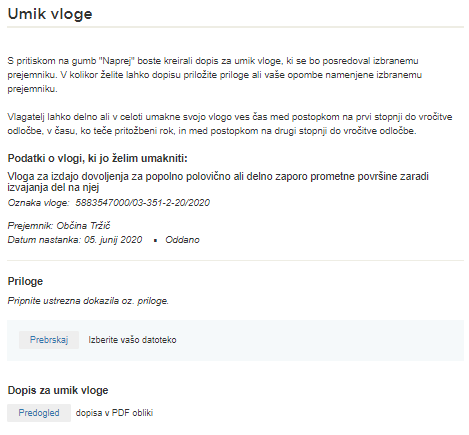 Umik vloge
S pritiskom na gumb "Naprej" boste kreirali dopis za umik vloge, ki se bo posredoval izbranemu
prejemniku. V kolikor želite lahko dopisu priložite priloge ali vaše opombe namenjene izbranemu
prejemniku.
Vlagatelj lahko delno ali v celoti umakne svojo vlogo ves čas med postopkom na prvi stopnji do vročitve
odločbe, v času, ko teče pritožbeni rok, in med postopkom na drugi stopnji do vročitve odločbe.
Podatki o vlogi, ki jo želim umakniti:
Vloga za izdajo dovoljenja za popolno polovično ali delno zaporo prometne površine zaradi
izvajanja del na njej
Oznaka vloge: 5883547000/03-351-2-20/2020
Prejemnik: Občina Tržič
Datum nastanka: 05. junij 2020 • Oddano
Priloge
Pripnite ustrezna dokazila oz. priloge.
Prebrskaj Izberite vašo datoteko
Dopis za umik vloge
Predogled dopisa v PDF obliki